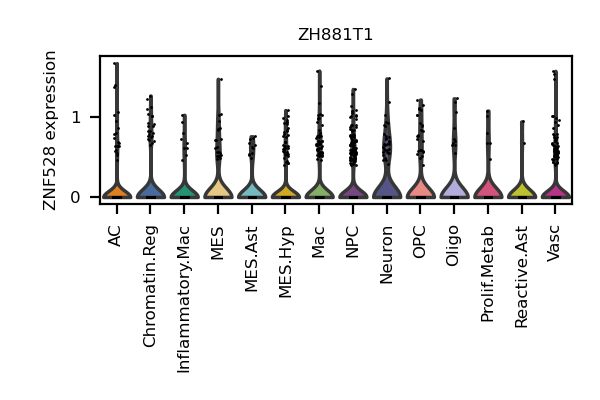 ZH881T1
ZNF528 expression
1
0
AC
Chromatin.Reg
Inflammatory.Mac
MES
MES.Ast
MES.Hyp
Mac
NPC
Neuron
OPC
Oligo
Prolif.Metab
Reactive.Ast
Vasc